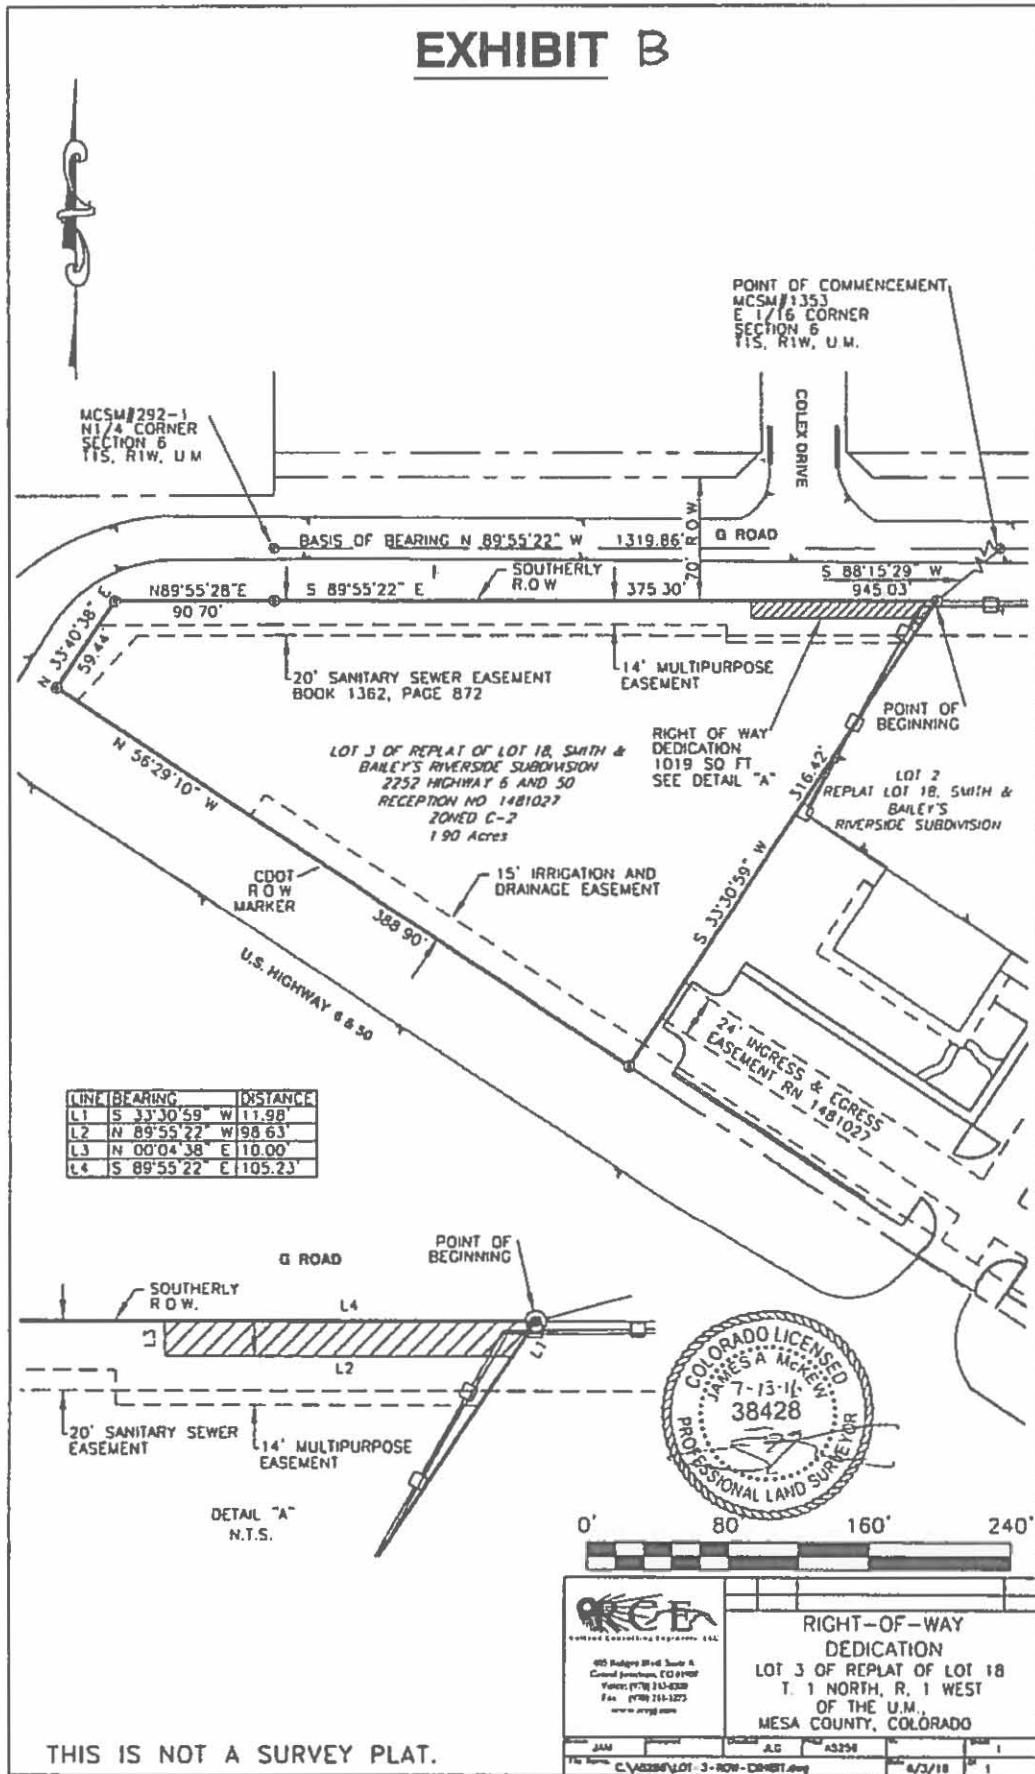 EXHIBIT B
POINT OF COMMENCEMENT
MCSM#1353
E 1/16 CORNER
SECTION 6
T1S, R1W, U.M.
MCSM#292-1
N1/4 CORNER
SECTION 6
T1S, R1W, U.M
COLEX DRIVE
BASIS OF BEARING N 89°55'22" W 1319.86'
70' R O W
G ROAD
S 88°15'29" W
945.03'
N89°55'28"E
90 70'
S 89°55'22" E
SOUTHERLY
R.O.W
375 30'
N 33°40'38" E
59.44'
20' SANITARY SEWER EASEMENT
BOOK 1362, PAGE 872
14' MULTIPURPOSE
EASEMENT
POINT OF
BEGINNING
RIGHT OF WAY
DEDICATION
1019 SQ FT
SEE DETAIL "A"
N 56°29'10" W
LOT 3 OF REPLAT OF LOT 18, SMITH &
BAILEY'S RIVERSIDE SUBDIVISION
2252 HIGHWAY 6 AND 50
RECEPTION NO 1481027
ZONED C-2
1 90 Acres
316.42'
LOT 2
REPLAT LOT 18, SMITH &
BAILEY'S
RIVERSIDE SUBDIVISION
CDOT
R O W
MARKER
15' IRRIGATION AND
DRAINAGE EASEMENT
S 33°30'59" W
388 90'
U.S. HIGHWAY 6 & 50
24' INGRESS & EGRESS
EASEMENT RN 1481027
LINE BEARING DISTANCE
L1 S 33°30'59" W 11.98'
L2 N 89°55'22" W 98 63'
L3 N 00°04'38" E 10.00'
L4 S 89°55'22" E 105.23'
G ROAD
POINT OF
BEGINNING
SOUTHERLY
R O W.
L4
L3
L2
L1
20' SANITARY SEWER
EASEMENT
14' MULTIPURPOSE
EASEMENT
DETAIL "A"
N.T.S.
COLORADO LICENSED
JAMES A McKEW
38428
PROFESSIONAL LAND SURVEYOR
0' 80' 160' 240'
RCE
RIGHT-OF-WAY
DEDICATION
LOT 3 OF REPLAT OF LOT 18
T. 1 NORTH, R, 1 WEST
OF THE U.M.,
MESA COUNTY, COLORADO
JAM JLG 1
1
THIS IS NOT A SURVEY PLAT.